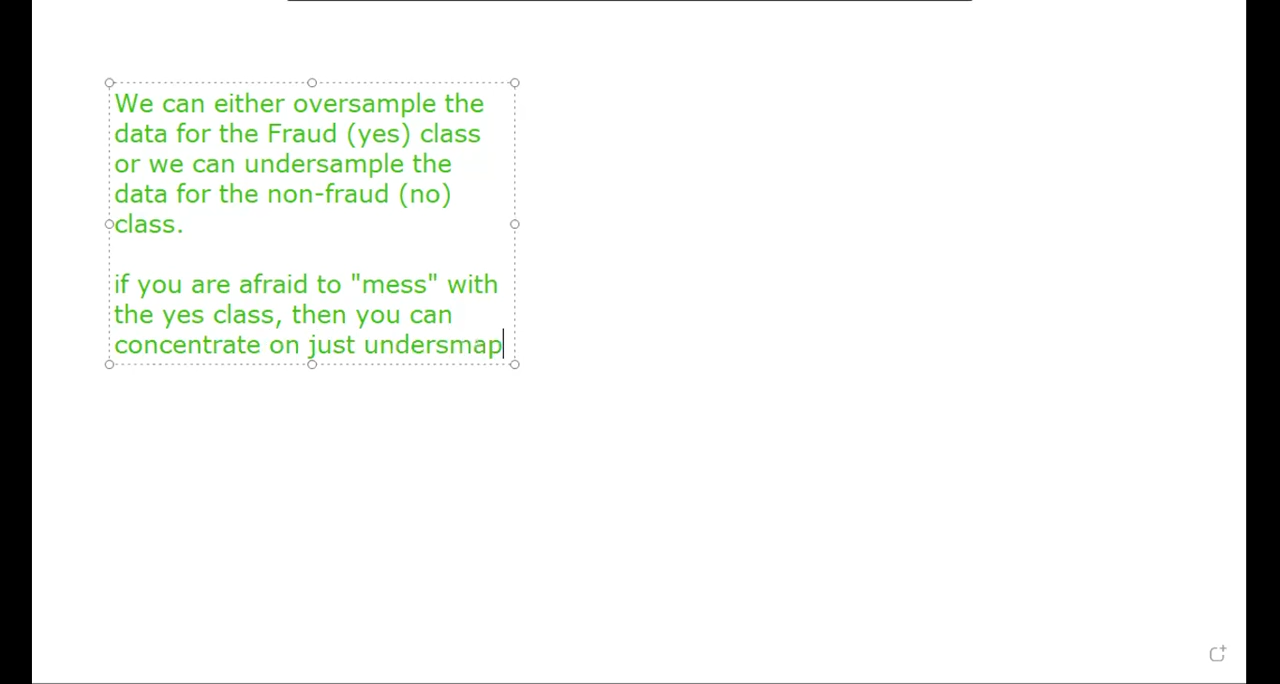 We can either oversample the
data for the Fraud (yes) class
or we can undersample the
data for the non-fraud (no)
class.
if you are afraid to "mess" with
the yes class, then you can
concentrate on just undersmap